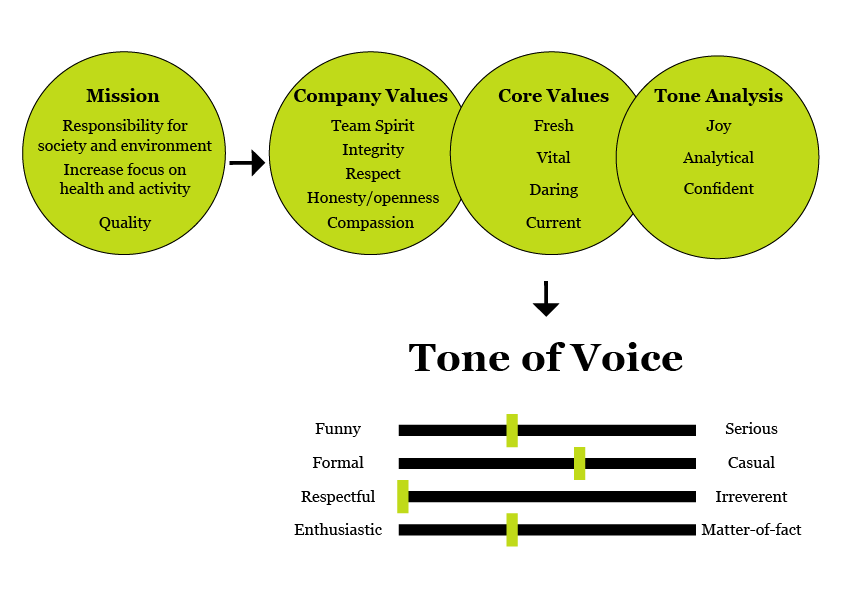 Mission
Responsibility for
society and environment
Increase focus on
health and activity
Quality
Company Values
Team Spirit
Integrity
Respect
Honesty/openness
Compassion
Core Values
Fresh
Vital
Daring
Current
Tone Analysis
Joy
Analytical
Confident
Tone of Voice
Funny Serious
Formal Casual
Respectful Irreverent
Enthusiastic Matter-of-fact